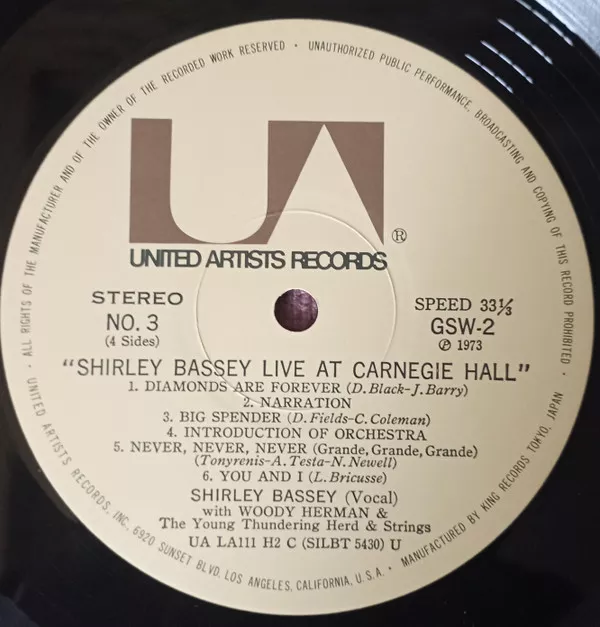 UNITED ARTISTS RECORDS, INC, 6920 SUNSET BLVD, LOS ANGELES, CALIFORNIA, U.S.A. • MANUFACTURED BY KING RECORDS TOKYO, JAPAN
• ALL RIGHTS OF THE MANUFACTURER AND OF THE OWNER OF THE RECORDED WORK RESERVED • UNAUTHORIZED PUBLIC PERFORMANCE, BROADCASTING AND COPYING OF THIS RECORD PROHIBITED •
UA ®
UNITED ARTISTS RECORDS
STEREO
NO. 3
(4 Sides)
SPEED 33⅓
GSW-2
℗ 1973
"SHIRLEY BASSEY LIVE AT CARNEGIE HALL"
1. DIAMONDS ARE FOREVER (D. Black-J. Barry)
2. NARRATION
3. BIG SPENDER (D. Fields-C. Coleman)
4. INTRODUCTION OF ORCHESTRA
5. NEVER, NEVER, NEVER (Grande, Grande, Grande)
(Tonyrenis-A. Testa-N. Newell)
6. YOU AND I (L. Bricusse)
SHIRLEY BASSEY (Vocal)
with WOODY HERMAN &
The Young Thundering Herd & Strings
UA LA111 H2 C (SILBT 5430) U